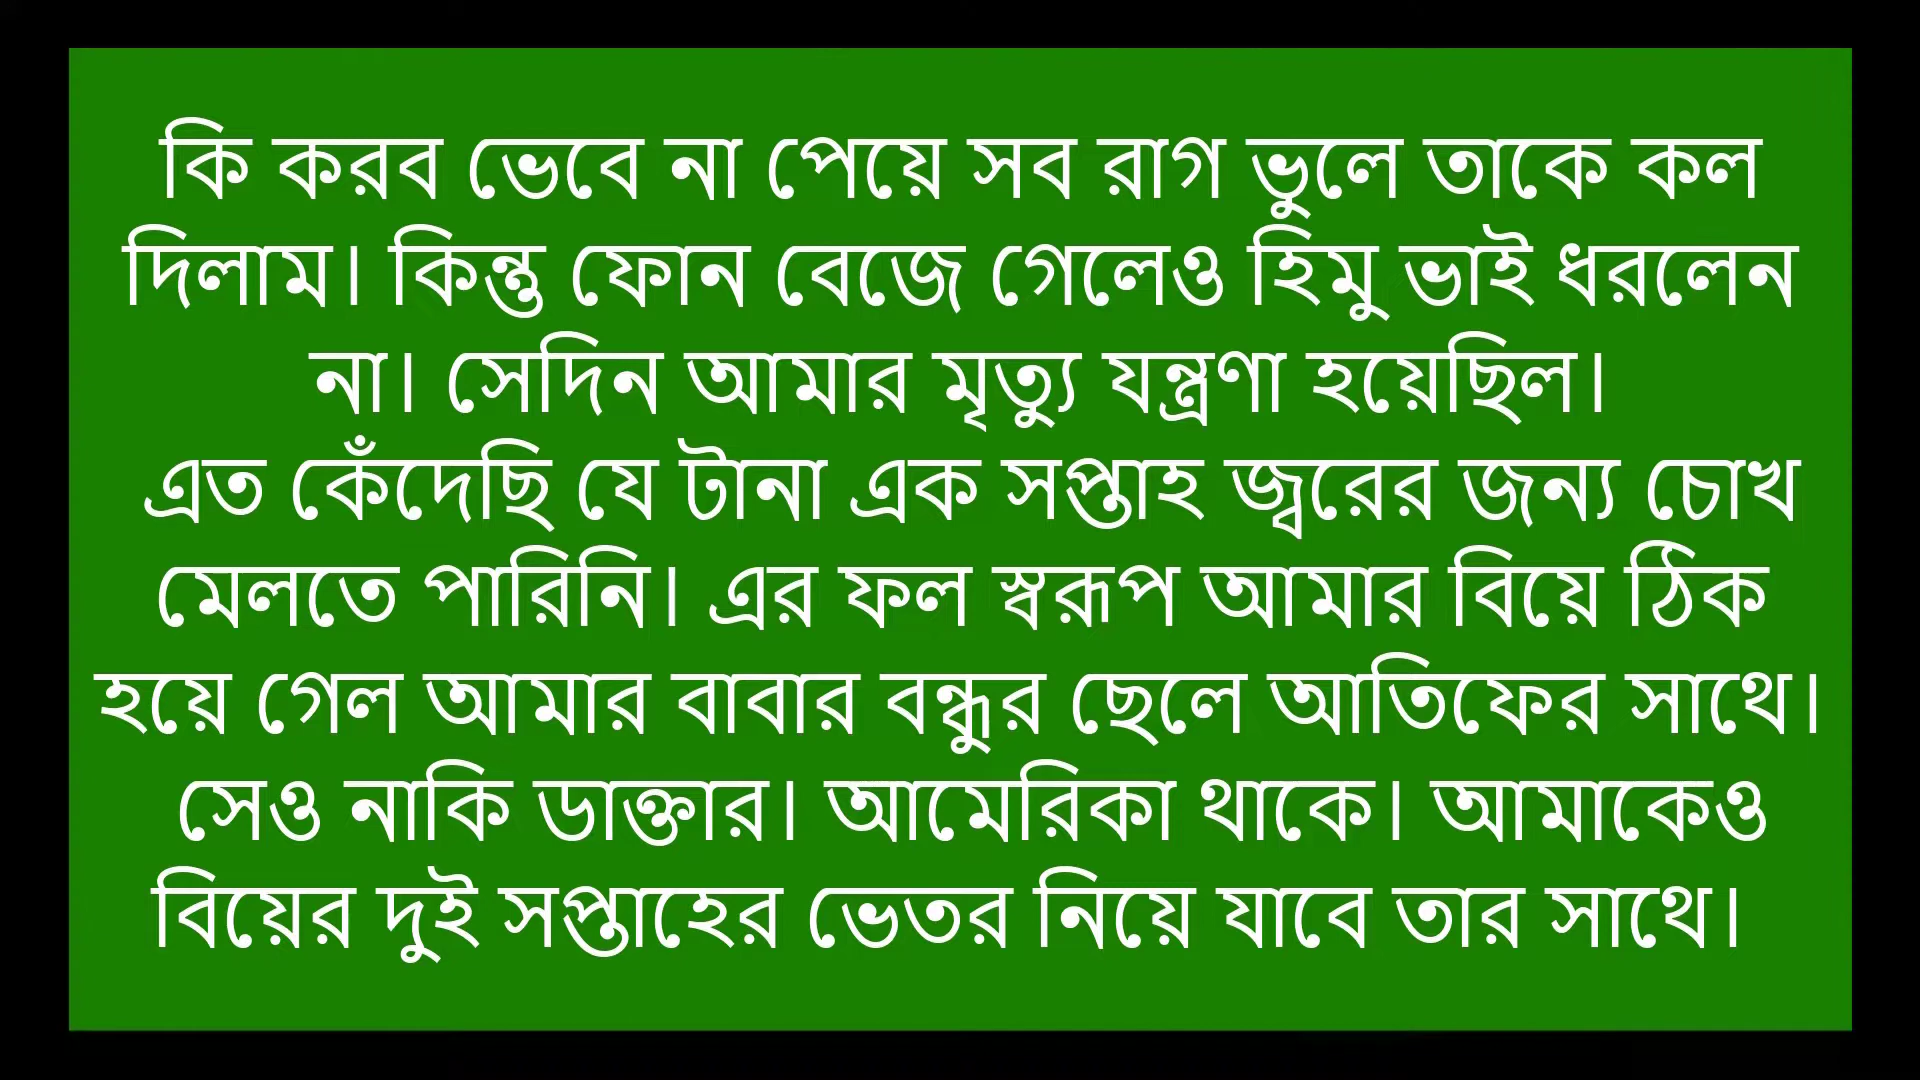 কি করব ভেবে না পেয়ে সব রাগ ভুলে তাকে কল
দিলাম। কিন্তু ফোন বেজে গেলেও হিমু ভাই ধরলেন
না। সেদিন আমার মৃত্যু যন্ত্রণা হয়েছিল।
এত কেঁদেছি যে টানা এক সপ্তাহ জ্বরের জন্য চোখ
মেলতে পারিনি। এর ফল স্বরূপ আমার বিয়ে ঠিক
হয়ে গেল আমার বাবার বন্ধুর ছেলে আতিফের সাথে।
সেও নাকি ডাক্তার। আমেরিকা থাকে। আমাকেও
বিয়ের দুই সপ্তাহের ভেতর নিয়ে যাবে তার সাথে।